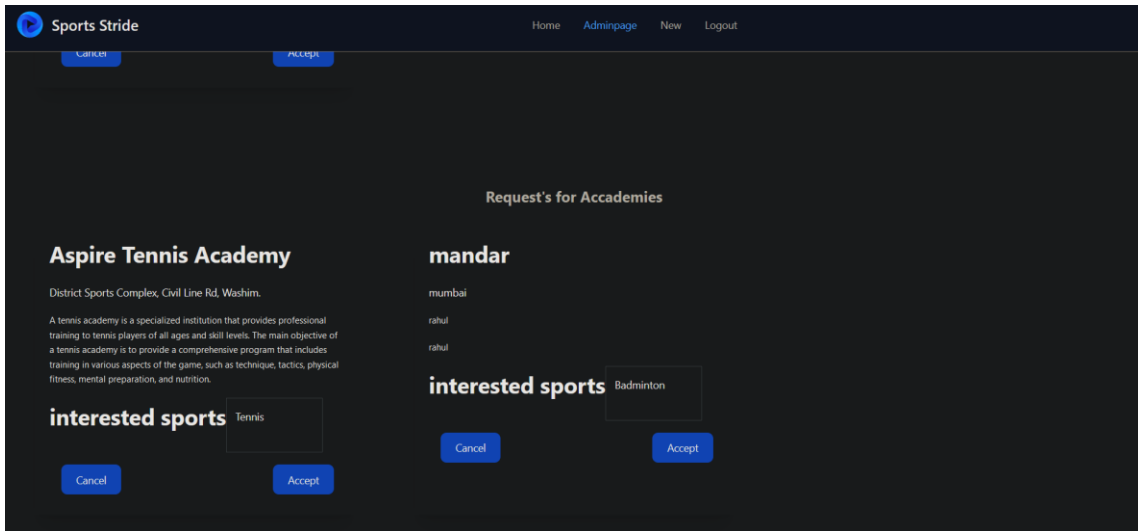 Sports Stride
Home Adminpage New Logout
Cancel Accept
Request's for Accademies
Aspire Tennis Academy
District Sports Complex, Civil Line Rd, Washim.
A tennis academy is a specialized institution that provides professional
training to tennis players of all ages and skill levels. The main objective of
a tennis academy is to provide a comprehensive program that includes
training in various aspects of the game, such as technique, tactics, physical
fitness, mental preparation, and nutrition.
interested sports Tennis
Cancel Accept
mandar
mumbai
rahul
rahul
interested sports Badminton
Cancel Accept